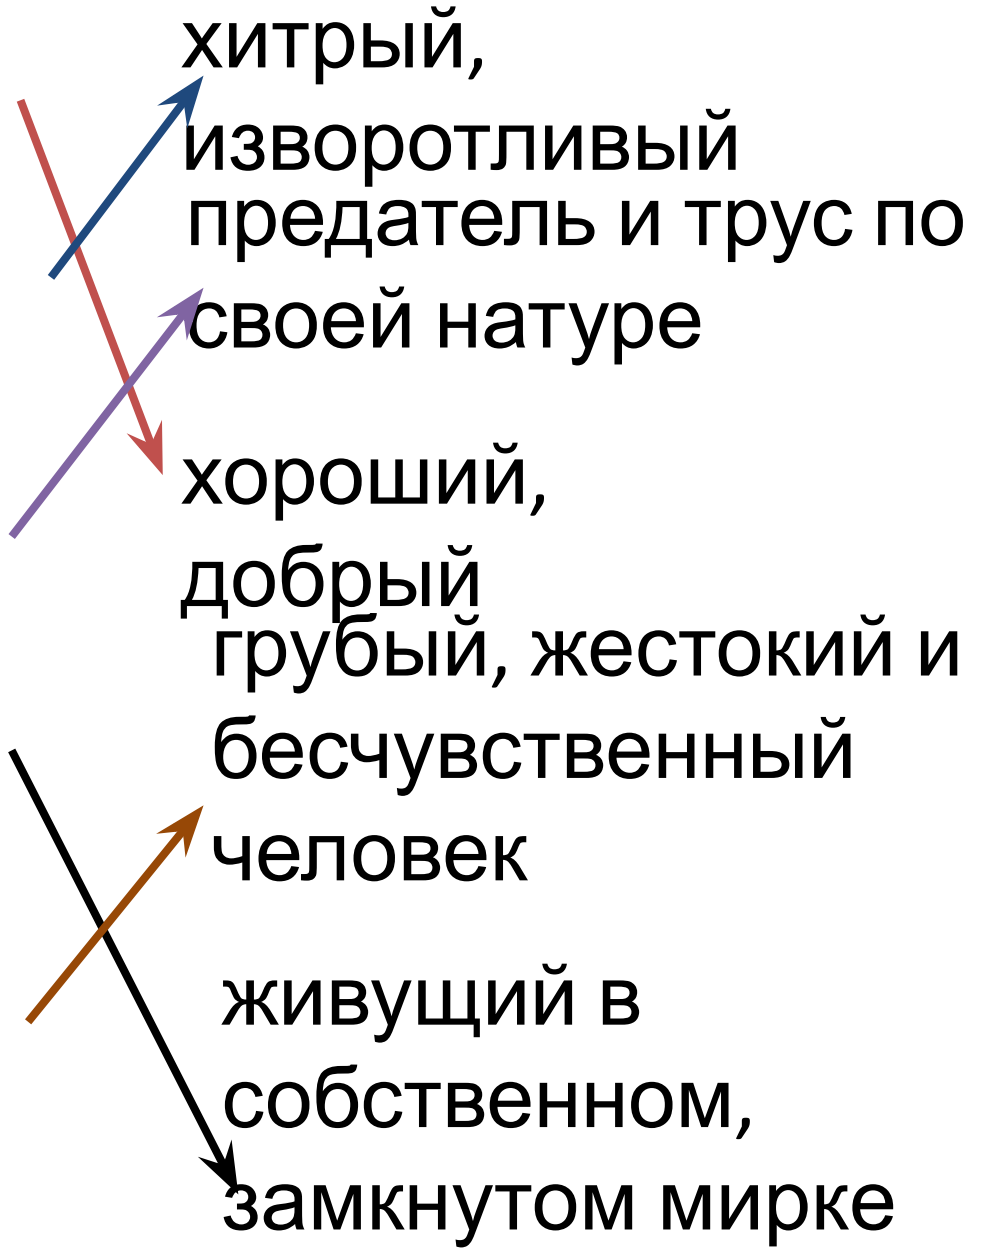 хитрый,
изворотливый
предатель и трус по
своей натуре
хороший,
добрый
грубый, жестокий и
бесчувственный
человек
живущий в
собственном,
замкнутом мирке